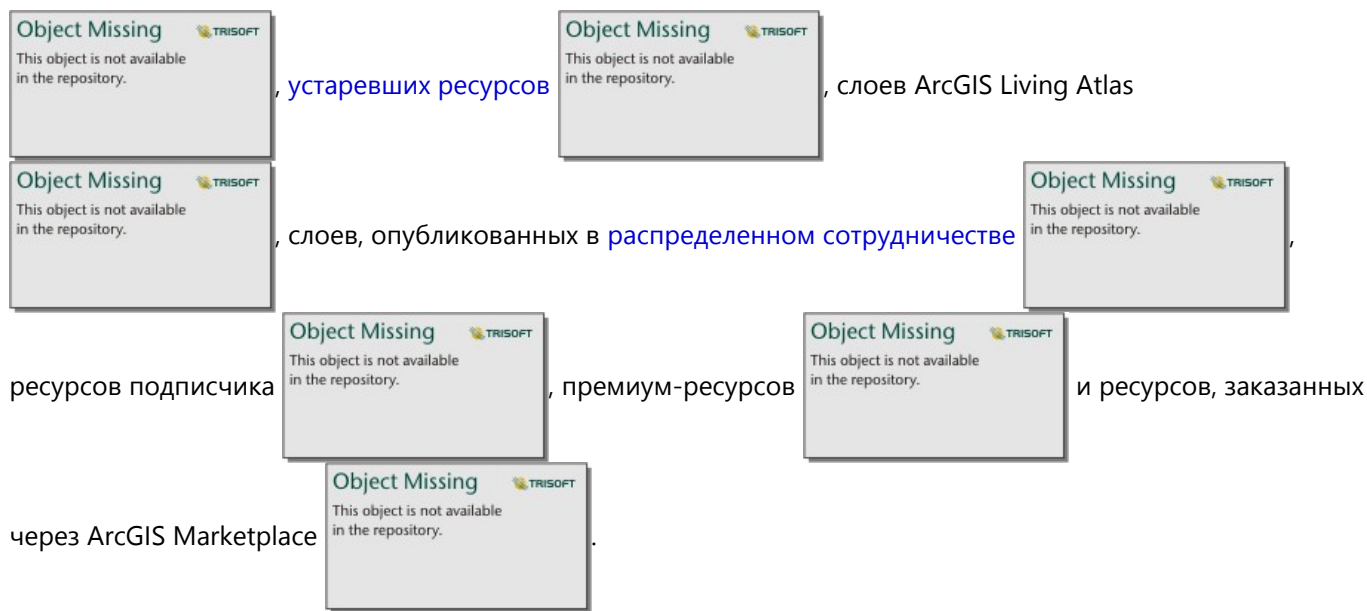 Object Missing TRISOFT Object Missing TRISOFT
This object is not available This object is not available
in the repository. , устаревших ресурсов in the repository. , слоев ArcGIS Living Atlas
Object Missing TRISOFT Object Missing TRISOFT
This object is not available This object is not available
in the repository. , слоев, опубликованных в распределенном сотрудничестве in the repository. ,
Object Missing TRISOFT Object Missing TRISOFT
This object is not available This object is not available
ресурсов подписчика in the repository. , премиум-ресурсов in the repository. и ресурсов, заказанных
Object Missing TRISOFT
This object is not available
через ArcGIS Marketplace in the repository. .